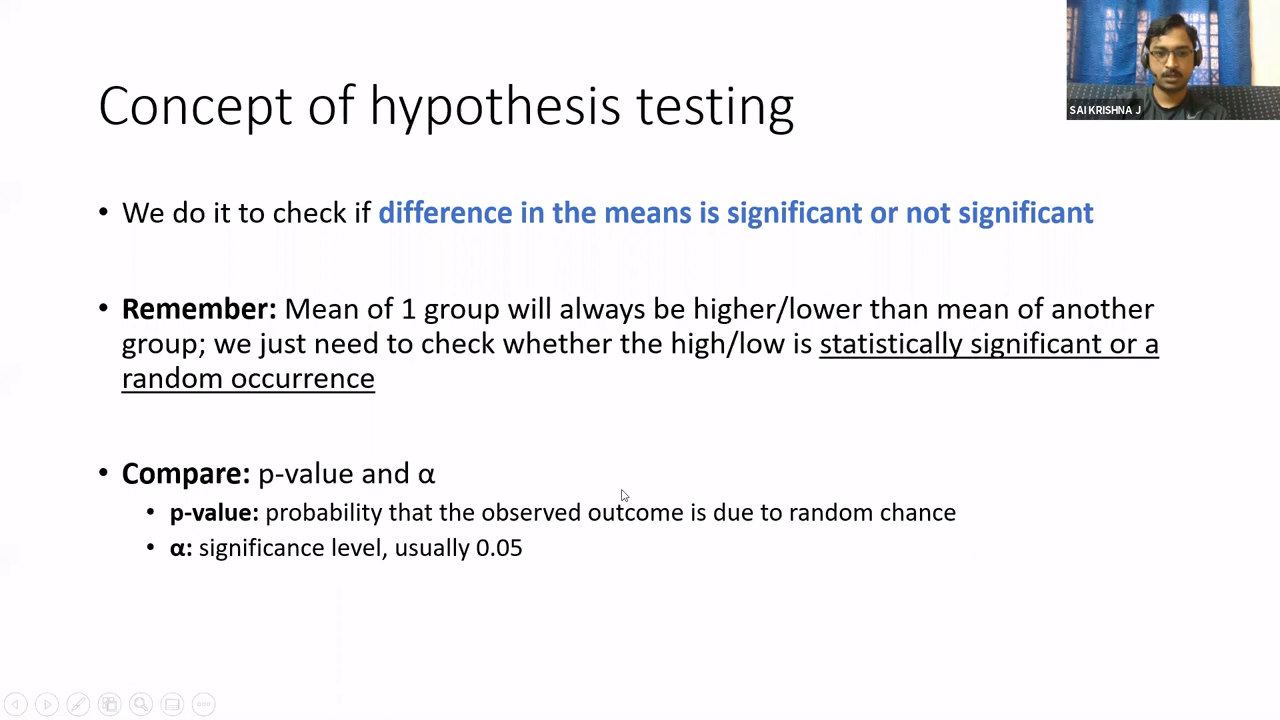 Concept of hypothesis testing
SAI KRISHNA J
• We do it to check if difference in the means is significant or not significant
• Remember: Mean of 1 group will always be higher/lower than mean of another
group; we just need to check whether the high/low is statistically significant or a
random occurrence
• Compare: p-value and α
• p-value: probability that the observed outcome is due to random chance
• α: significance level, usually 0.05